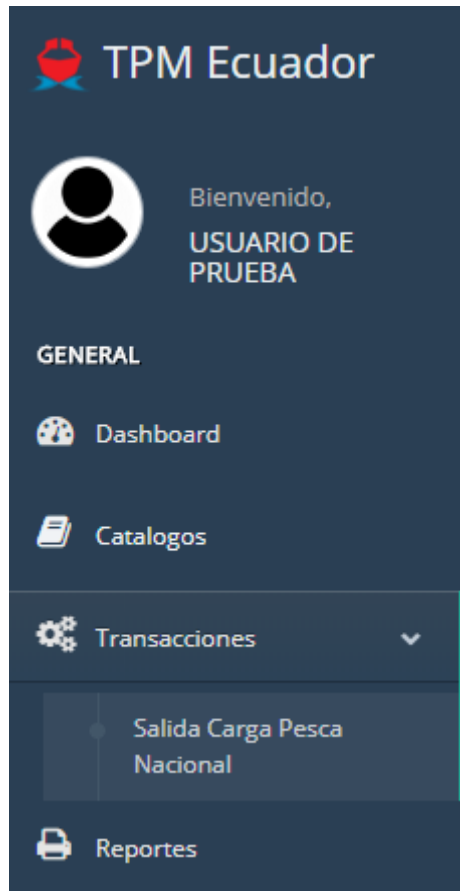 TPM Ecuador
Bienvenido,
USUARIO DE
PRUEBA
GENERAL
Dashboard
Catalogos
Transacciones
Salida Carga Pesca
Nacional
Reportes